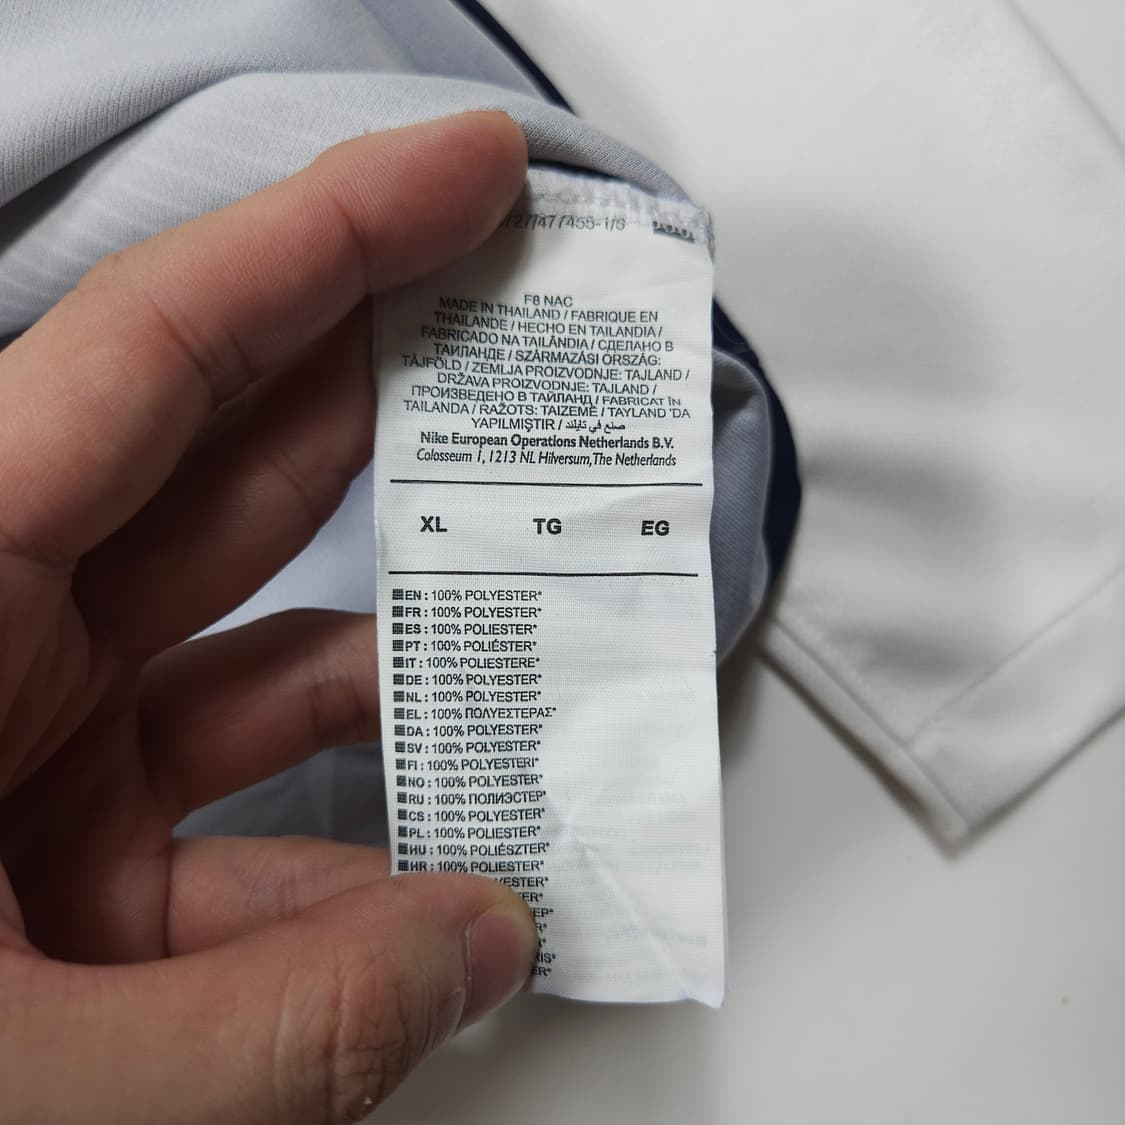 F8 NAC
MADE IN THAILAND / FABRIQUE EN
THAILANDE / HECHO EN TAILANDIA /
FABRICADO NA TAILÂNDIA / СДЕЛАНО В
ТАИЛАНДЕ / SZÁRMAZÁSI ORSZÁG:
TÁJFÖLD / ZEMLJA PROIZVODNJE: TAJLAND /
DRŽAVA PROIZVODNJE: TAJLAND /
ПРОИЗВЕДЕНО В ТАЙЛАНД / FABRICAT ÎN
TAILANDA / RAŽOTS: TAIZEMĒ / TAYLAND 'DA
YAPILMIŞTIR / صنع في تايلند
Nike European Operations Netherlands B.V.
Colosseum 1, 1213 NL Hilversum, The Netherlands
XL TG EG
EN : 100% POLYESTER*
FR : 100% POLYESTER*
ES : 100% POLIESTER*
PT : 100% POLIÉSTER*
IT : 100% POLIESTERE*
DE : 100% POLYESTER*
NL : 100% POLYESTER*
EL : 100% ΠΟΛΥΕΣΤΕΡΑΣ*
DA : 100% POLYESTER*
SV : 100% POLYESTER*
FI : 100% POLYESTERI*
NO : 100% POLYESTER*
RU : 100% ПОЛИЭСТЕР*
CS : 100% POLYESTER*
PL : 100% POLIESTER*
HU : 100% POLIÉSZTER*
HR : 100% POLIESTER*